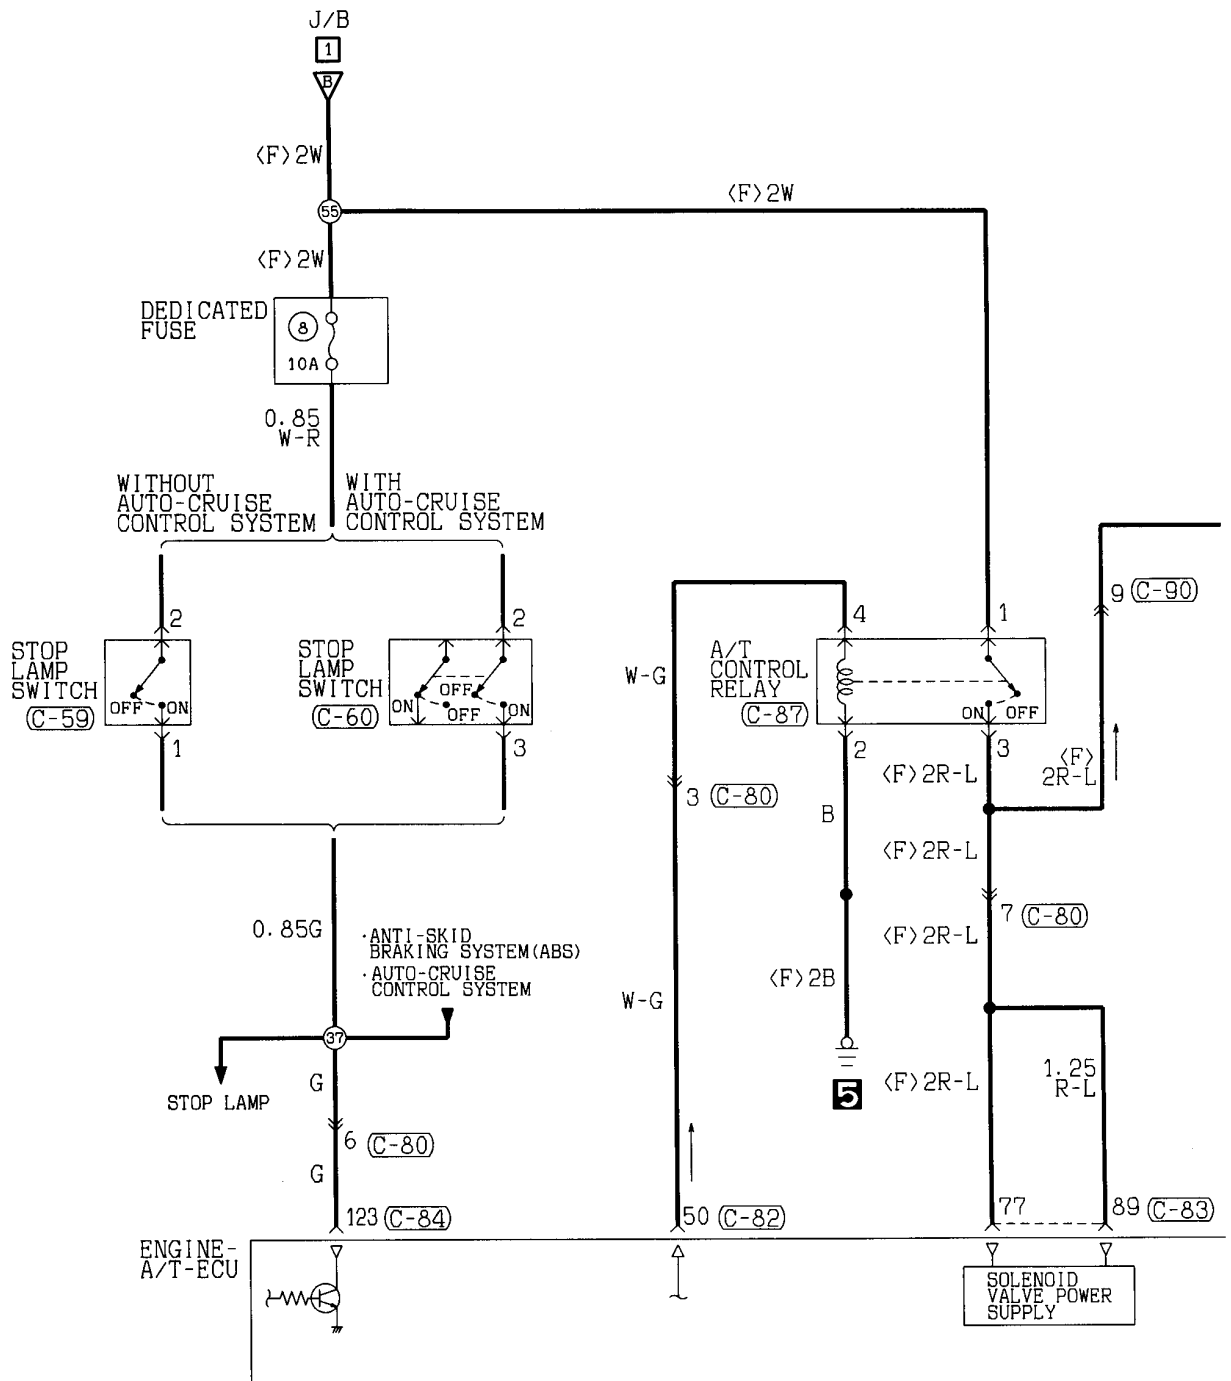 J/B
1
B
〈F〉2W
〈F〉2W
55
〈F〉2W
DEDICATED
FUSE
8
10A
0.85
W-R
WITHOUT
AUTO-CRUISE
CONTROL SYSTEM
WITH
AUTO-CRUISE
CONTROL SYSTEM
2
2
4
1
9
C-90
STOP
LAMP
SWITCH
C-59
OFF
ON
STOP
LAMP
SWITCH
C-60
ON
OFF
OFF
ON
W-G
A/T
CONTROL
RELAY
C-87
ON
OFF
1
3
2
3
〈F〉2R-L
〈F〉
2R-L
3
C-80
B
〈F〉2R-L
7
C-80
0.85G
·ANTI-SKID
BRAKING SYSTEM(ABS)
·AUTO-CRUISE
CONTROL SYSTEM
〈F〉2R-L
〈F〉2B
W-G
37
G
STOP LAMP
5
〈F〉2R-L
1.25
R-L
6
C-80
G
123
C-84
50
C-82
77
89
C-83
ENGINE-
A/T-ECU
SOLENOID
VALVE POWER
SUPPLY